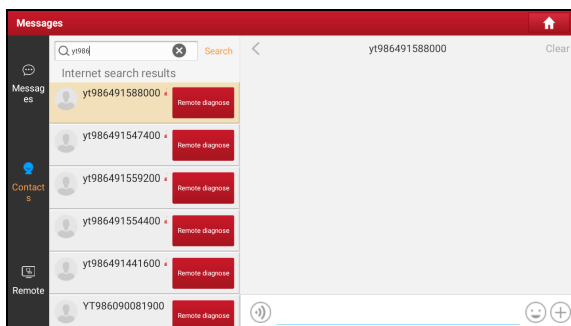 Messages
yt986
Search
yt986491588000
Clear
Internet search results
Messag
es
yt986491588000
Remote diagnose
yt986491547400
Remote diagnose
Contact
s
yt986491559200
Remote diagnose
yt986491554400
Remote diagnose
yt986491441600
Remote diagnose
Remote
YT986090081900
Remote diagnose